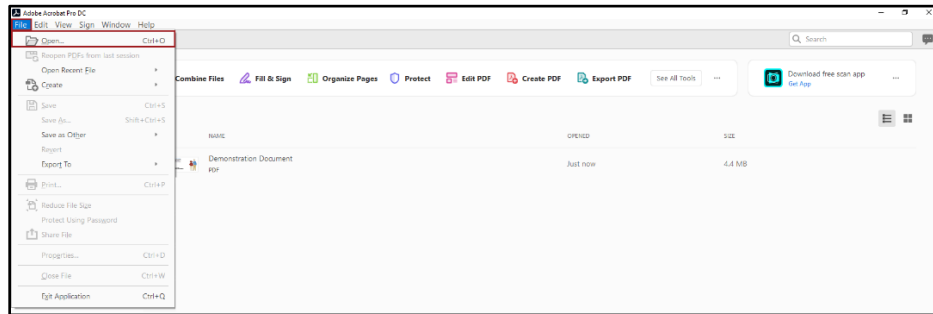 Adobe Acrobat Pro DC
File Edit View Sign Window Help
Open... Ctrl+O
Search
Reopen PDFs from last session
Open Recent File
Create
Combine Files Fill & Sign Organize Pages Protect Edit PDF Create PDF Export PDF See All Tools ...
Download free scan app ...
Get App
Save Ctrl+S
Save As... Shift+Ctrl+S
Save as Other
Revert
Export To
NAME OPENED SIZE
Demonstration Document
PDF
Just now 4.4 MB
Print... Ctrl+P
Reduce File Size
Protect Using Password
Share File
Properties... Ctrl+D
Close File Ctrl+W
Exit Application Ctrl+Q